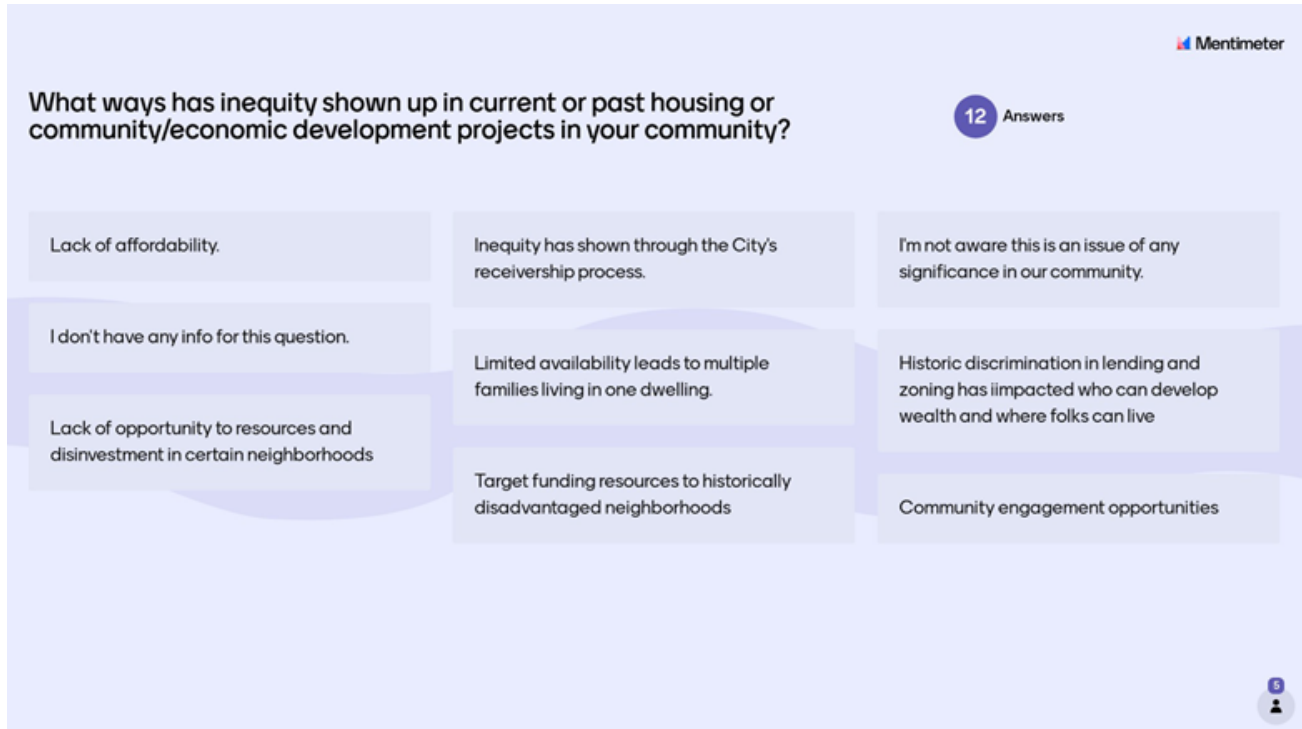 Mentimeter
What ways has inequity shown up in current or past housing or
community/economic development projects in your community?
12 Answers
Lack of affordability.
I don't have any info for this question.
Lack of opportunity to resources and
disinvestment in certain neighborhoods
Inequity has shown through the City's
receivership process.
Limited availability leads to multiple
families living in one dwelling.
Target funding resources to historically
disadvantaged neighborhoods
I'm not aware this is an issue of any
significance in our community.
Historic discrimination in lending and
zoning has iimpacted who can develop
wealth and where folks can live
Community engagement opportunities
5